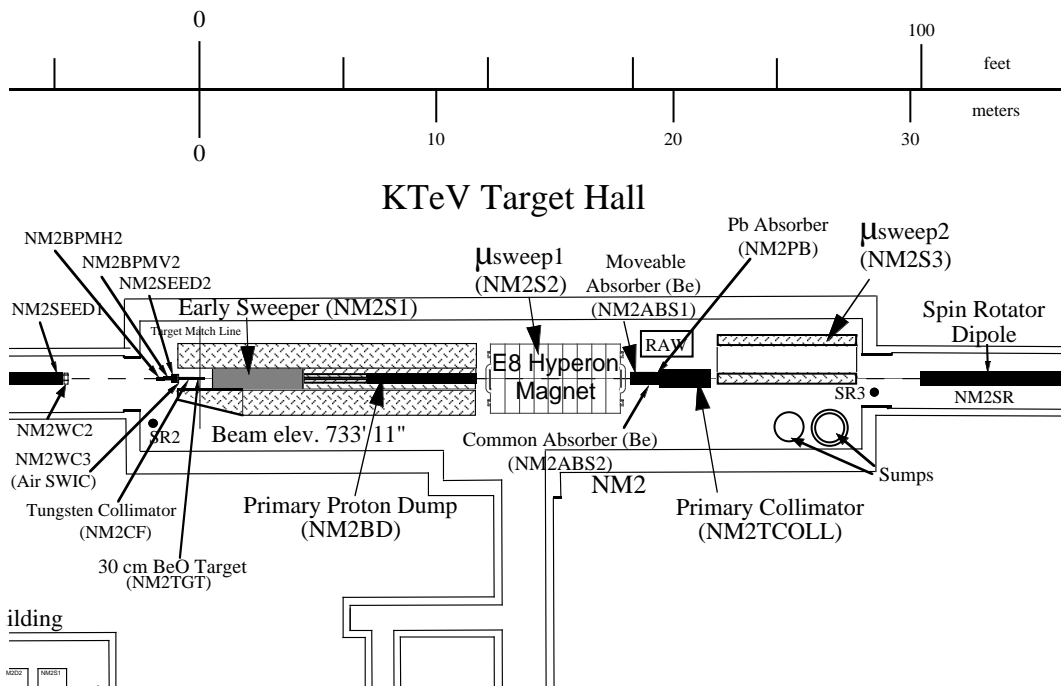 0
100
feet
meters
10
20
30
0
KTeV Target Hall
NM2BPMH2
NM2BPMV2
NM2SEED2
NM2SEED1
Early Sweeper (NM2S1)
Target Match Line
μsweep1
(NM2S2)
Moveable
Absorber (Be)
(NM2ABS1)
Pb Absorber
(NM2PB)
μsweep2
(NM2S3)
Spin Rotator
Dipole
RAW
E8 Hyperon
Magnet
SR3
NM2SR
NM2WC2
SR2
Beam elev. 733' 11"
Common Absorber (Be)
(NM2ABS2)
NM2
NM2WC3
(Air SWIC)
Sumps
Tungsten Collimator
(NM2CF)
Primary Proton Dump
(NM2BD)
Primary Collimator
(NM2TCOLL)
30 cm BeO Target
(NM2TGT)
ilding
M2D2
NM2S1